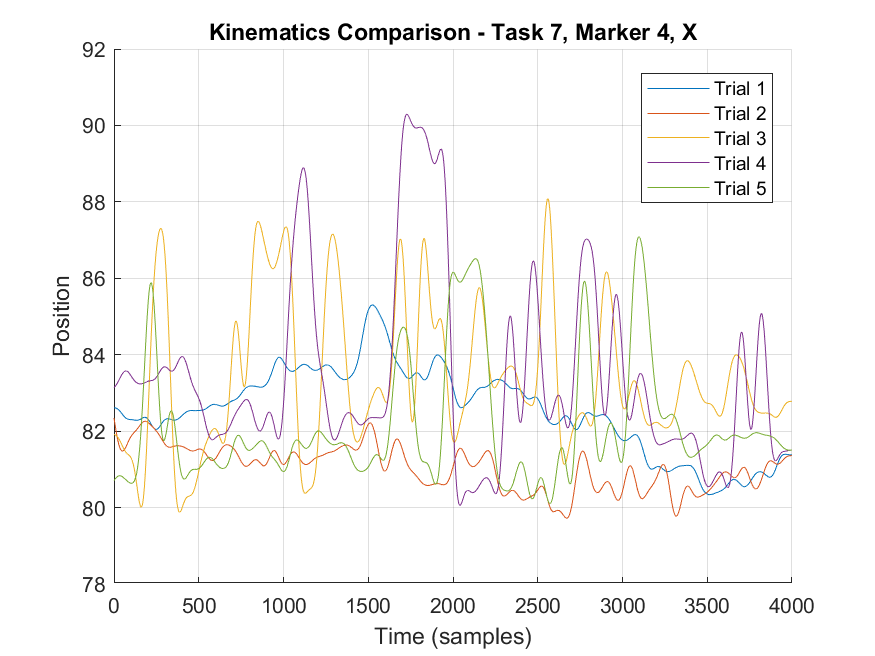 Kinematics Comparison - Task 7, Marker 4, X
92
90
88
86
84
82
80
78
Position
Trial 1
Trial 2
Trial 3
Trial 4
Trial 5
0 500 1000 1500 2000 2500 3000 3500 4000
Time (samples)